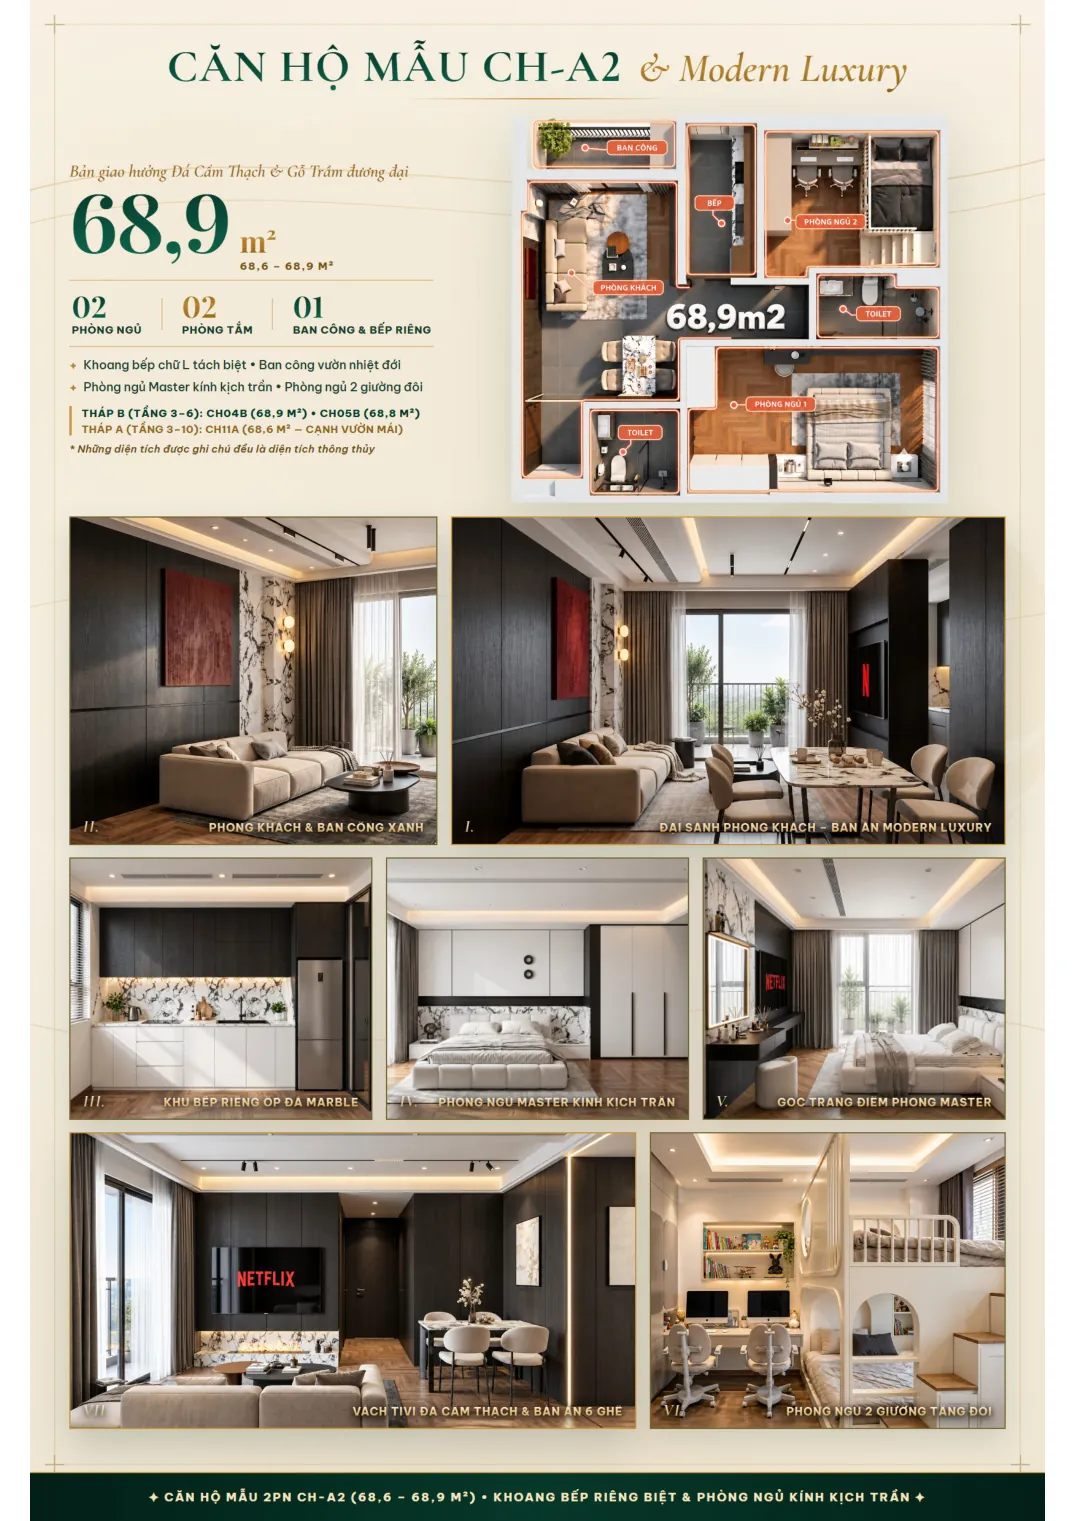 CĂN HỘ MẪU CH-A2 & Modern Luxury
Bản giao hưởng Đá Cẩm Thạch & Gỗ Trầm đương đại
68,9 m²
68,6 – 68,9 M²
02 PHÒNG NGỦ
02 PHÒNG TẮM
01 BAN CÔNG & BẾP RIÊNG
✦ Khoang bếp chữ L tách biệt • Ban công vườn nhiệt đới
✦ Phòng ngủ Master kính kịch trần • Phòng ngủ 2 giường đôi
THÁP B (TẦNG 3–6): CH04B (68,9 M²) • CH05B (68,8 M²)
THÁP A (TẦNG 3–10): CH11A (68,6 M² — CẠNH VƯỜN MÁI)
* Những diện tích được ghi chú đều là diện tích thông thủy
BAN CÔNG
BẾP
PHÒNG NGỦ 2
PHÒNG KHÁCH
68,9m2
TOILET
PHÒNG NGỦ 1
TOILET
II. PHÒNG KHÁCH & BAN CÔNG XANH
N
I. ĐẠI SẢNH PHÒNG KHÁCH – BÀN ĂN MODERN LUXURY
III. KHU BẾP RIÊNG ỐP ĐÁ MARBLE
IV. PHÒNG NGỦ MASTER KÍNH KỊCH TRẦN
NETFLIX
V. GÓC TRANG ĐIỂM PHÒNG MASTER
NETFLIX
VII. VÁCH TIVI ĐÁ CẨM THẠCH & BÀN ĂN 6 GHẾ
VI. PHÒNG NGỦ 2 GIƯỜNG TẦNG ĐÔI
✦ CĂN HỘ MẪU 2PN CH-A2 (68,6 – 68,9 M²) • KHOANG BẾP RIÊNG BIỆT & PHÒNG NGỦ KÍNH KỊCH TRẦN ✦